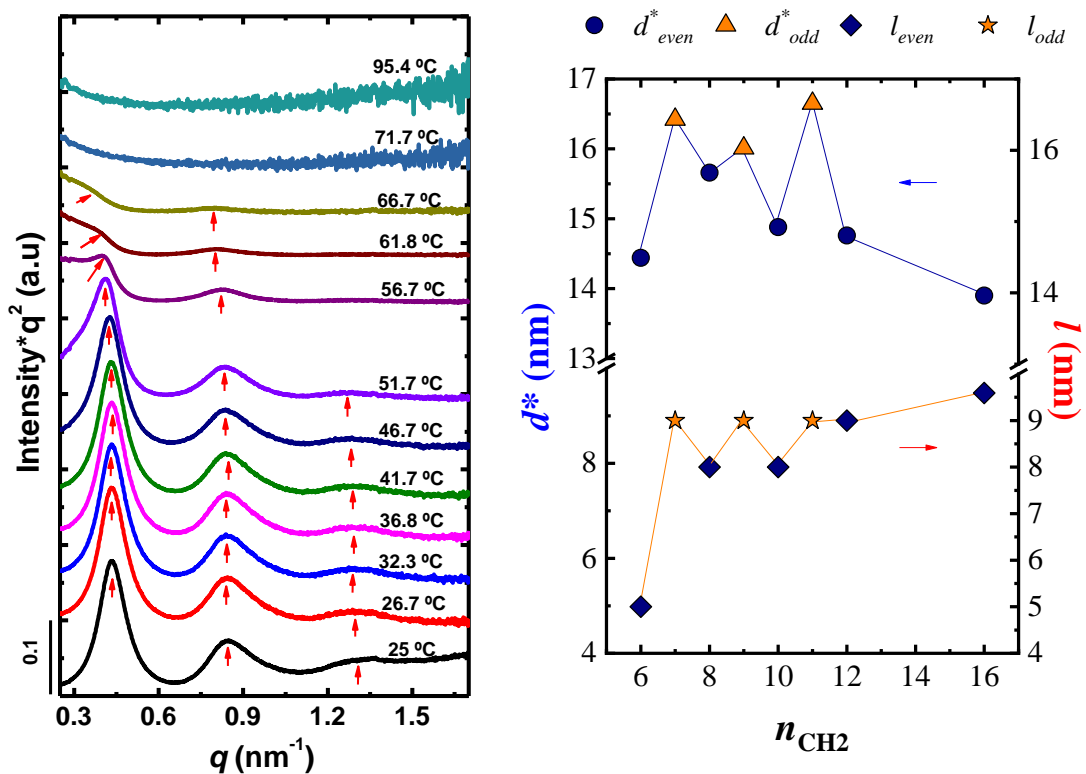 95.4 ºC
71.7 ºC
66.7 ºC
61.8 ºC
56.7 ºC
51.7 ºC
46.7 ºC
41.7 ºC
36.8 ºC
32.3 ºC
26.7 ºC
25 ºC
Intensity*q² (a.u)
0.1
0.3 0.6 0.9 1.2 1.5
q (nm⁻¹)
d*even d*odd leven lodd
17
16
15
14
13
8
6
4
d* (nm)
16
14
9
8
7
5
4
l (nm)
6 8 10 12 14 16
nCH2